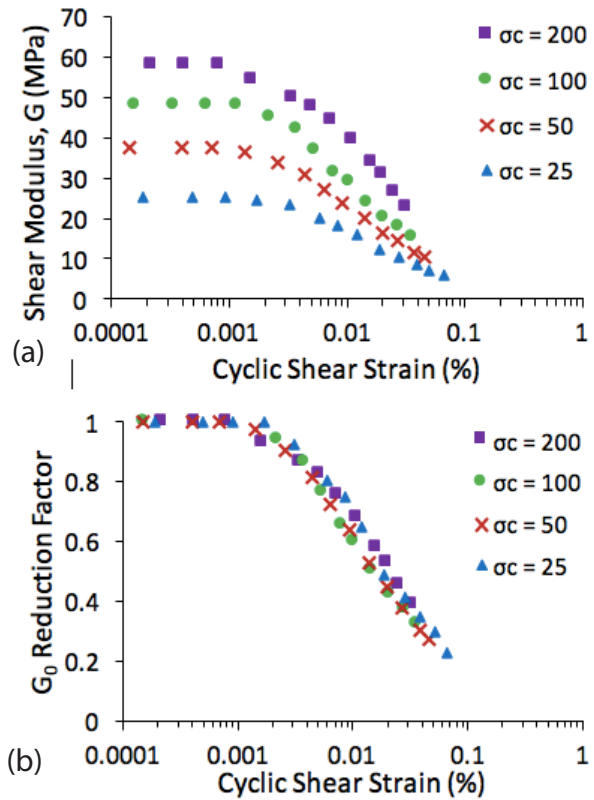 70
60
50
40
30
20
10
0
Shear Modulus, G (MPa)
σc = 200
σc = 100
σc = 50
σc = 25
0.0001 0.001 0.01 0.1 1
Cyclic Shear Strain (%)
(a)
1
0.8
0.6
0.4
0.2
0
G₀ Reduction Factor
σc = 200
σc = 100
σc = 50
σc = 25
0.0001 0.001 0.01 0.1 1
Cyclic Shear Strain (%)
(b)